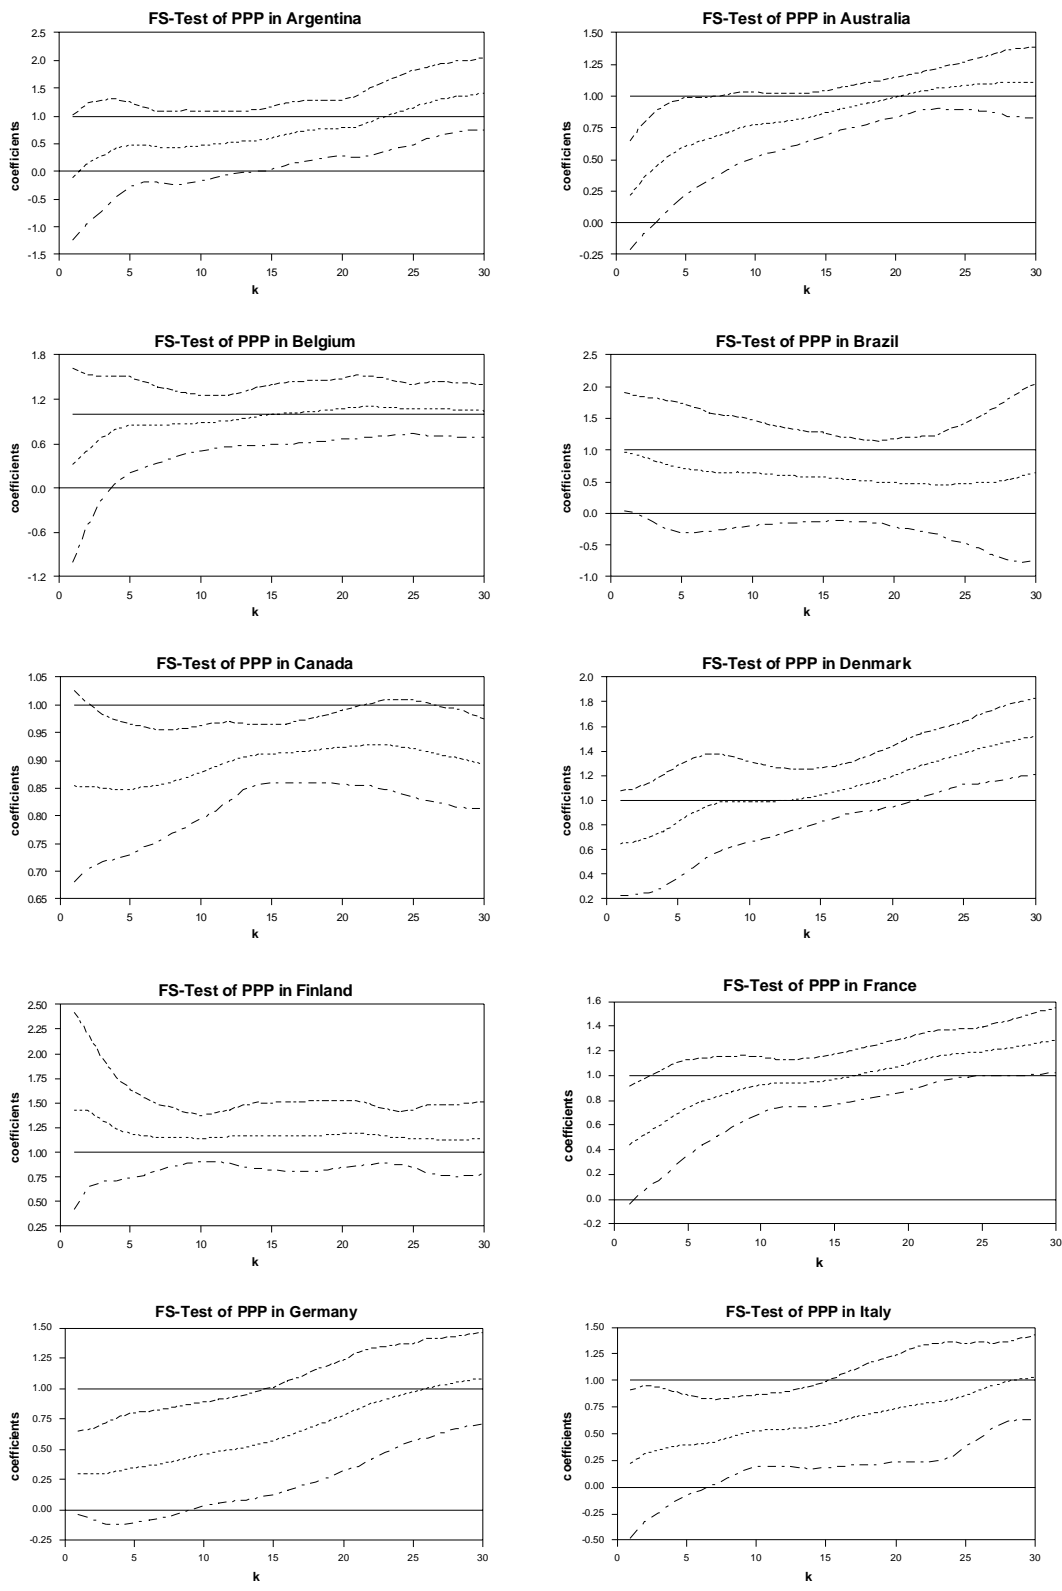 FS-Test of PPP in Argentina
2.5
2.0
1.5
1.0
0.5
0.0
-0.5
-1.0
-1.5
coefficients
0 5 10 15 20 25 30
k
FS-Test of PPP in Australia
1.50
1.25
1.00
0.75
0.50
0.25
0.00
-0.25
coefficients
0 5 10 15 20 25 30
k
FS-Test of PPP in Belgium
1.8
1.2
0.6
0.0
-0.6
-1.2
coefficients
0 5 10 15 20 25 30
k
FS-Test of PPP in Brazil
2.5
2.0
1.5
1.0
0.5
0.0
-0.5
-1.0
coefficients
0 5 10 15 20 25 30
k
FS-Test of PPP in Canada
1.05
1.00
0.95
0.90
0.85
0.80
0.75
0.70
0.65
coefficients
0 5 10 15 20 25 30
k
FS-Test of PPP in Denmark
2.0
1.8
1.6
1.4
1.2
1.0
0.8
0.6
0.4
0.2
coefficients
0 5 10 15 20 25 30
k
FS-Test of PPP in Finland
2.50
2.25
2.00
1.75
1.50
1.25
1.00
0.75
0.50
0.25
coefficients
0 5 10 15 20 25 30
k
FS-Test of PPP in France
1.6
1.4
1.2
1.0
0.8
0.6
0.4
0.2
0.0
-0.2
coefficients
0 5 10 15 20 25 30
k
FS-Test of PPP in Germany
1.50
1.25
1.00
0.75
0.50
0.25
0.00
-0.25
coefficients
0 5 10 15 20 25 30
k
FS-Test of PPP in Italy
1.50
1.25
1.00
0.75
0.50
0.25
0.00
-0.25
-0.50
coefficients
0 5 10 15 20 25 30
k